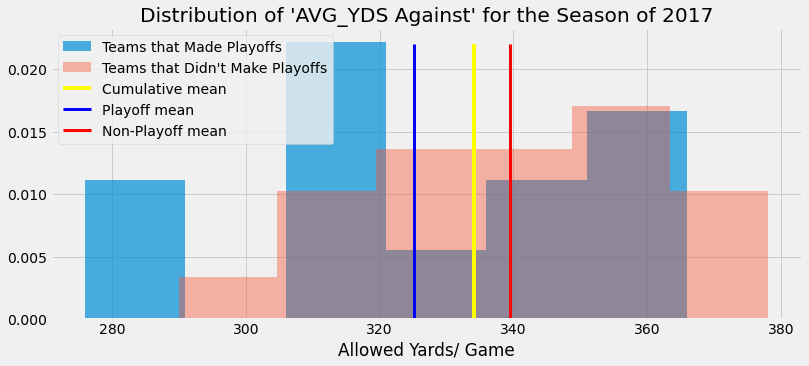 Distribution of 'AVG_YDS Against' for the Season of 2017
Teams that Made Playoffs
Teams that Didn't Make Playoffs
Cumulative mean
Playoff mean
Non-Playoff mean
0.020
0.015
0.010
0.005
0.000
280 300 320 340 360 380
Allowed Yards/ Game